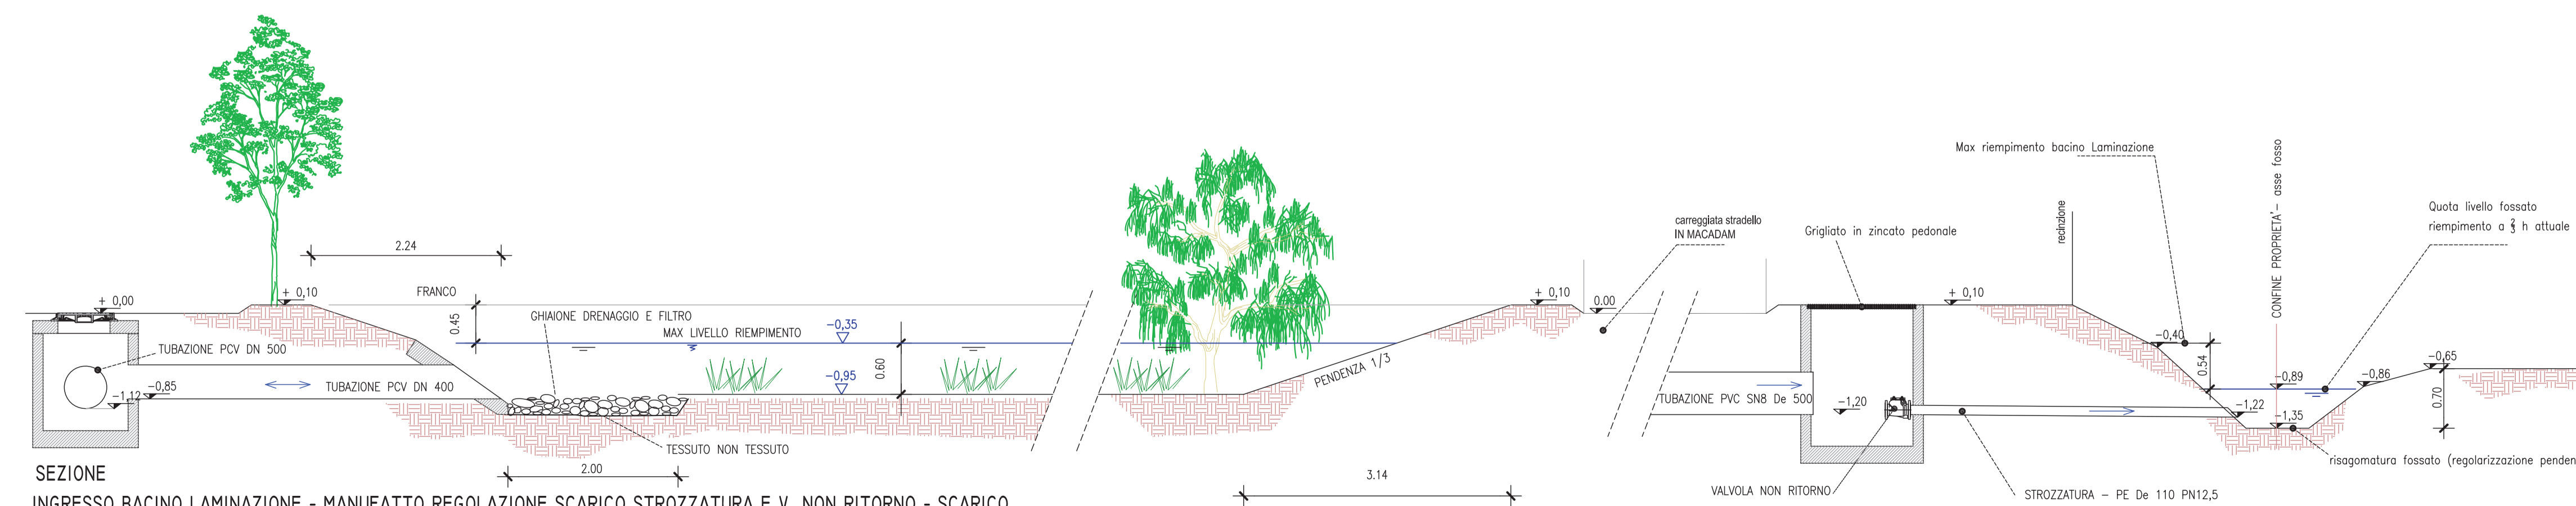 + 0,00
TUBAZIONE PCV DN 500
-1,12
-0,85
TUBAZIONE PCV DN 400
+ 0,10
2.24
FRANCO
0.45
GHIAIONE DRENAGGIO E FILTRO
MAX LIVELLO RIEMPIMENTO
-0,35
-0,95
0.60
TESSUTO NON TESSUTO
2.00
PENDENZA 1/3
3.14
+ 0,10
0.00
carreggiata stradello
IN MACADAM
Grigliato in zincato pedonale
TUBAZIONE PVC SN8 De 500
-1,20
VALVOLA NON RITORNO
STROZZATURA - PE De 110 PN12,5
+ 0,10
recinzione
Max riempimento bacino Laminazione
-0,40
0.54
-1,22
CONFINE PROPRIETA'- asse fosso
-0,89
-1,35
Quota livello fossato
riempimento a 2/3 h attuale
-0,86
-0,65
0.70
risagomatura fossato (regolarizzazione penden
SEZIONE
INGRESSO BACINO LAMINAZIONE - MANUFATTO REGOLAZIONE SCARICO STROZZATURA E V. NON RITORNO - SCARICO